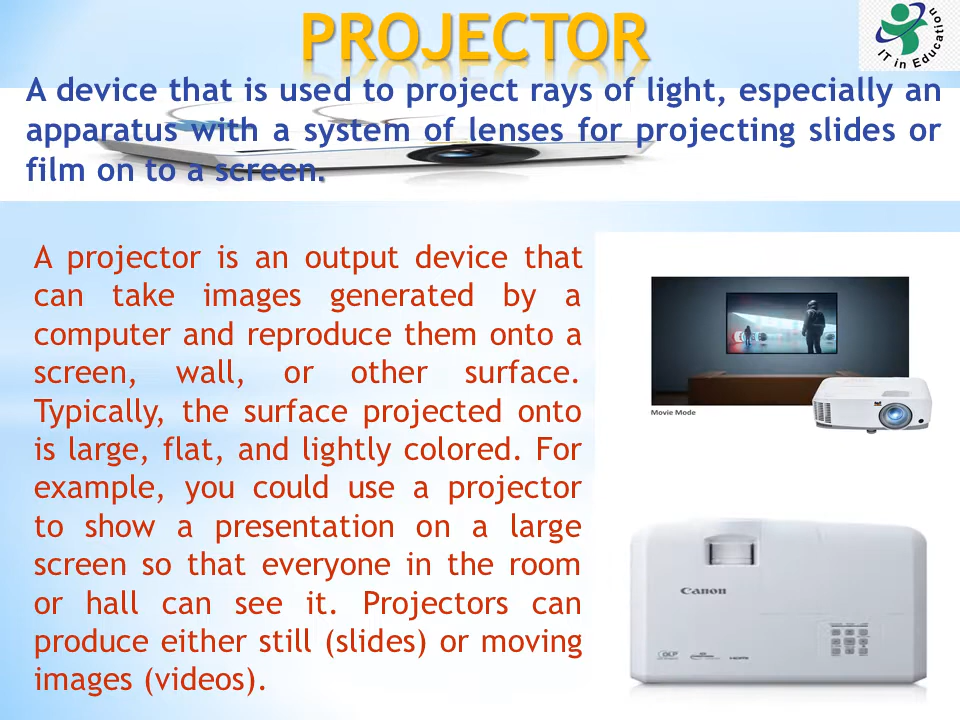 PROJECTOR
IT in Education
A device that is used to project rays of light, especially an
apparatus with a system of lenses for projecting slides or
film on to a screen.
A projector is an output device that
can take images generated by a
computer and reproduce them onto a
screen, wall, or other surface.
Typically, the surface projected onto
is large, flat, and lightly colored. For
example, you could use a projector
to show a presentation on a large
screen so that everyone in the room
or hall can see it. Projectors can
produce either still (slides) or moving
images (videos).
Movie Mode
Canon
DLP
HDMI